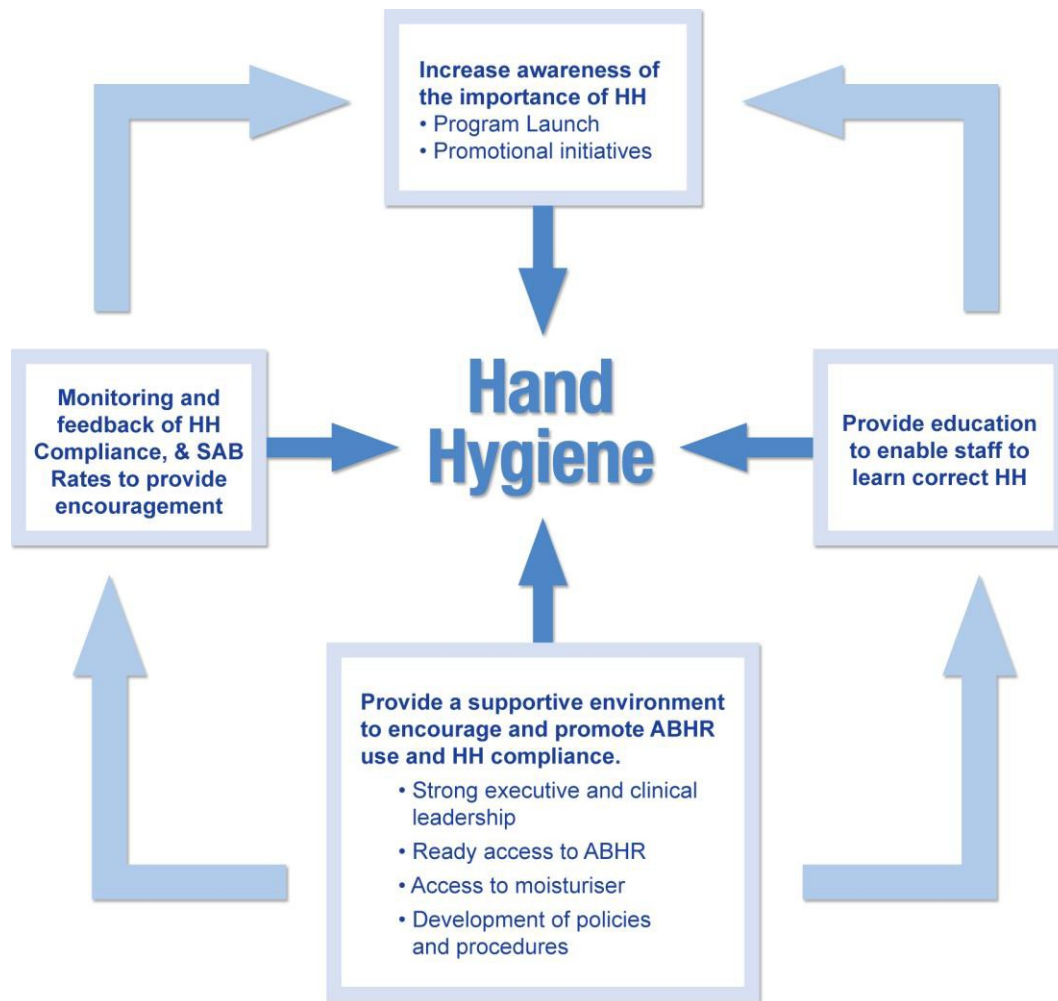 Increase awareness of
the importance of HH
• Program Launch
• Promotional initiatives
Monitoring and
feedback of HH
Compliance, & SAB
Rates to provide
encouragement
Hand
Hygiene
Provide education
to enable staff to
learn correct HH
Provide a supportive environment
to encourage and promote ABHR
use and HH compliance.
• Strong executive and clinical
leadership
• Ready access to ABHR
• Access to moisturiser
• Development of policies
and procedures